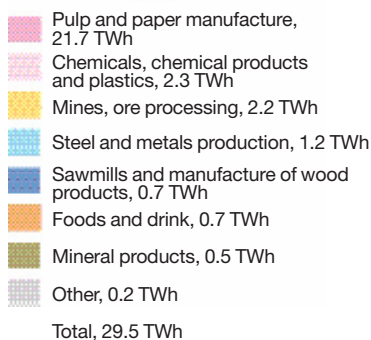 Pulp and paper manufacture,
21.7 TWh
Chemicals, chemical products
and plastics, 2.3 TWh
Mines, ore processing, 2.2 TWh
Steel and metals production, 1.2 TWh
Sawmills and manufacture of wood
products, 0.7 TWh
Foods and drink, 0.7 TWh
Mineral products, 0.5 TWh
Other, 0.2 TWh
Total, 29.5 TWh